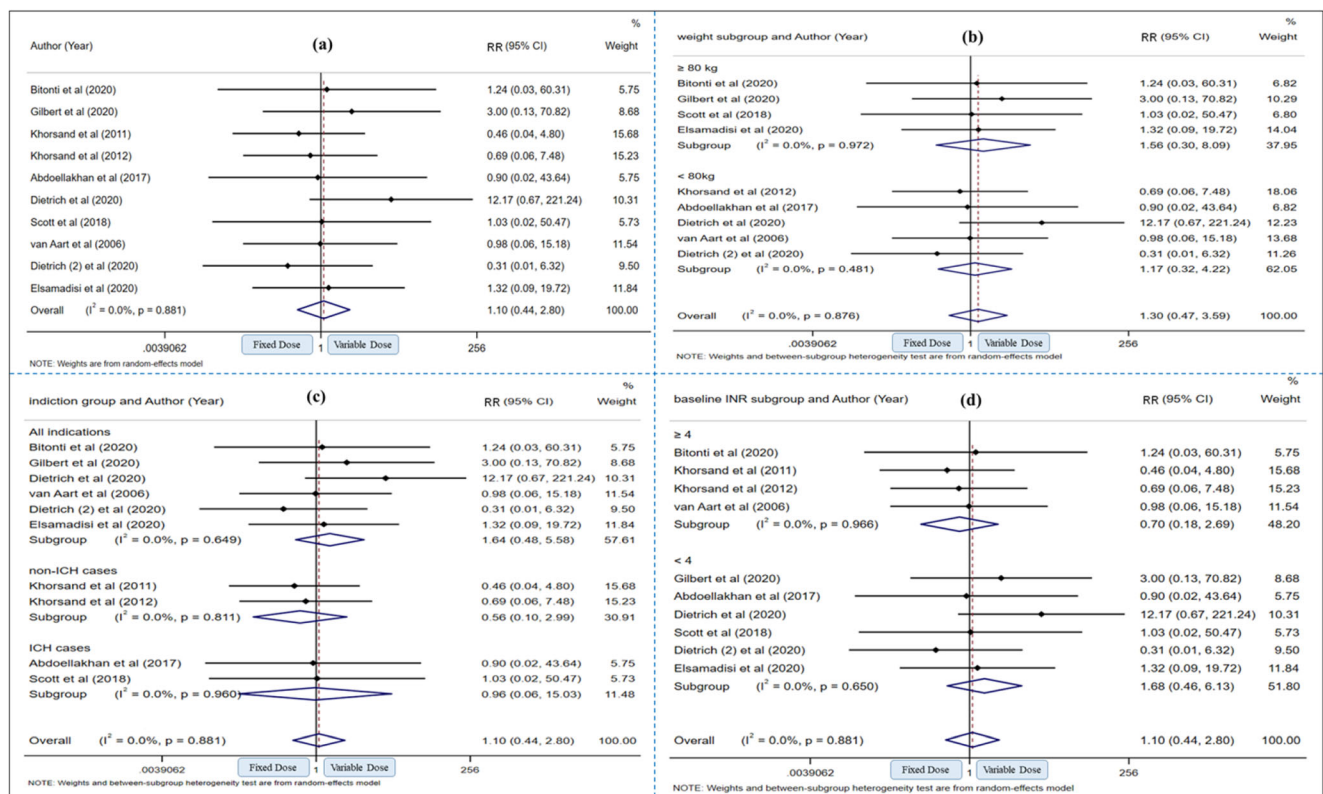 (a)
%
Author (Year) RR (95% CI) Weight
Bitonti et al (2020) 1.24 (0.03, 60.31) 5.75
Gilbert et al (2020) 3.00 (0.13, 70.82) 8.68
Khorsand et al (2011) 0.46 (0.04, 4.80) 15.68
Khorsand et al (2012) 0.69 (0.06, 7.48) 15.23
Abdoellakhan et al (2017) 0.90 (0.02, 43.64) 5.75
Dietrich et al (2020) 12.17 (0.67, 221.24) 10.31
Scott et al (2018) 1.03 (0.02, 50.47) 5.73
van Aart et al (2006) 0.98 (0.06, 15.18) 11.54
Dietrich (2) et al (2020) 0.31 (0.01, 6.32) 9.50
Elsamadisi et al (2020) 1.32 (0.09, 19.72) 11.84
Overall (I² = 0.0%, p = 0.881) 1.10 (0.44, 2.80) 100.00
.0039062 Fixed Dose 1 Variable Dose 256
NOTE: Weights are from random-effects model
(b)
%
weight subgroup and Author (Year) RR (95% CI) Weight
≥ 80 kg
Bitonti et al (2020) 1.24 (0.03, 60.31) 6.82
Gilbert et al (2020) 3.00 (0.13, 70.82) 10.29
Scott et al (2018) 1.03 (0.02, 50.47) 6.80
Elsamadisi et al (2020) 1.32 (0.09, 19.72) 14.04
Subgroup (I² = 0.0%, p = 0.972) 1.56 (0.30, 8.09) 37.95
< 80kg
Khorsand et al (2012) 0.69 (0.06, 7.48) 18.06
Abdoellakhan et al (2017) 0.90 (0.02, 43.64) 6.82
Dietrich et al (2020) 12.17 (0.67, 221.24) 12.23
van Aart et al (2006) 0.98 (0.06, 15.18) 13.68
Dietrich (2) et al (2020) 0.31 (0.01, 6.32) 11.26
Subgroup (I² = 0.0%, p = 0.481) 1.17 (0.32, 4.22) 62.05
Overall (I² = 0.0%, p = 0.876) 1.30 (0.47, 3.59) 100.00
.0039062 Fixed Dose 1 Variable Dose 256
NOTE: Weights and between-subgroup heterogeneity test are from random-effects model
(c)
%
indiction group and Author (Year) RR (95% CI) Weight
All indications
Bitonti et al (2020) 1.24 (0.03, 60.31) 5.75
Gilbert et al (2020) 3.00 (0.13, 70.82) 8.68
Dietrich et al (2020) 12.17 (0.67, 221.24) 10.31
van Aart et al (2006) 0.98 (0.06, 15.18) 11.54
Dietrich (2) et al (2020) 0.31 (0.01, 6.32) 9.50
Elsamadisi et al (2020) 1.32 (0.09, 19.72) 11.84
Subgroup (I² = 0.0%, p = 0.649) 1.64 (0.48, 5.58) 57.61
non-ICH cases
Khorsand et al (2011) 0.46 (0.04, 4.80) 15.68
Khorsand et al (2012) 0.69 (0.06, 7.48) 15.23
Subgroup (I² = 0.0%, p = 0.811) 0.56 (0.10, 2.99) 30.91
ICH cases
Abdoellakhan et al (2017) 0.90 (0.02, 43.64) 5.75
Scott et al (2018) 1.03 (0.02, 50.47) 5.73
Subgroup (I² = 0.0%, p = 0.960) 0.96 (0.06, 15.03) 11.48
Overall (I² = 0.0%, p = 0.881) 1.10 (0.44, 2.80) 100.00
.0039062 Fixed Dose 1 Variable Dose 256
NOTE: Weights and between-subgroup heterogeneity test are from random-effects model
(d)
%
baseline INR subgroup and Author (Year) RR (95% CI) Weight
≥ 4
Bitonti et al (2020) 1.24 (0.03, 60.31) 5.75
Khorsand et al (2011) 0.46 (0.04, 4.80) 15.68
Khorsand et al (2012) 0.69 (0.06, 7.48) 15.23
van Aart et al (2006) 0.98 (0.06, 15.18) 11.54
Subgroup (I² = 0.0%, p = 0.966) 0.70 (0.18, 2.69) 48.20
< 4
Gilbert et al (2020) 3.00 (0.13, 70.82) 8.68
Abdoellakhan et al (2017) 0.90 (0.02, 43.64) 5.75
Dietrich et al (2020) 12.17 (0.67, 221.24) 10.31
Scott et al (2018) 1.03 (0.02, 50.47) 5.73
Dietrich (2) et al (2020) 0.31 (0.01, 6.32) 9.50
Elsamadisi et al (2020) 1.32 (0.09, 19.72) 11.84
Subgroup (I² = 0.0%, p = 0.650) 1.68 (0.46, 6.13) 51.80
Overall (I² = 0.0%, p = 0.881) 1.10 (0.44, 2.80) 100.00
.0039062 Fixed Dose 1 Variable Dose 256
NOTE: Weights and between-subgroup heterogeneity test are from random-effects model